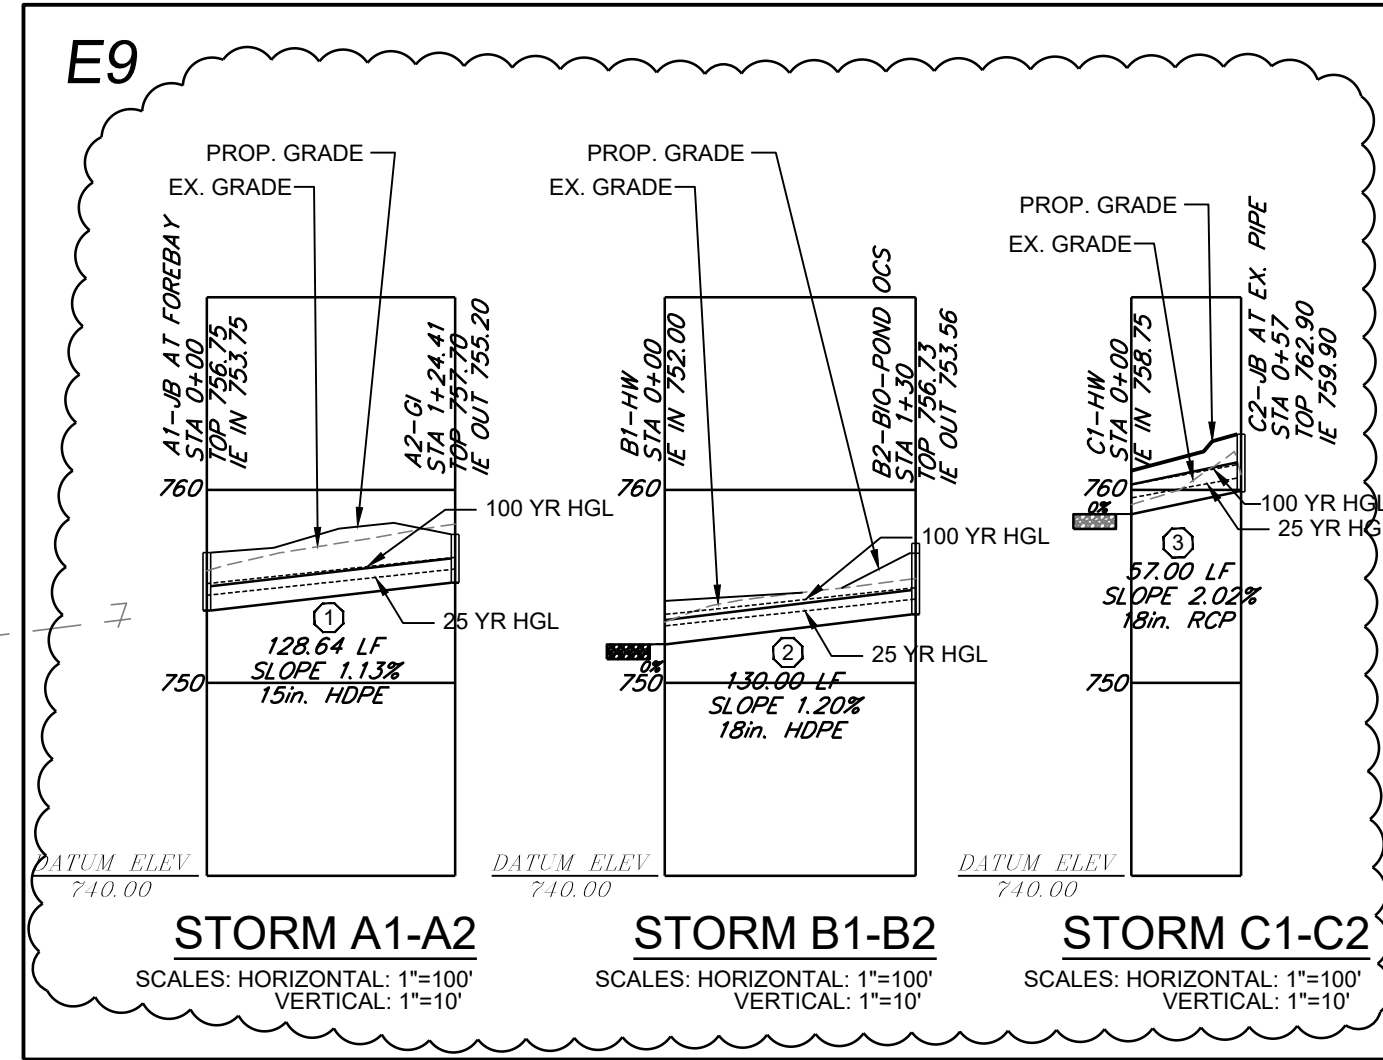 E9
PROP. GRADE
EX. GRADE
A1-JB AT FOREBAY
STA 0+00
TOP 756.75
IE IN 753.75
A2-GI
STA 1+24.41
TOP 757.70
IE OUT 755.20
760
100 YR HGL
25 YR HGL
1
128.64 LF
SLOPE 1.13%
15in. HDPE
750
DATUM ELEV
740.00
STORM A1-A2
SCALES: HORIZONTAL: 1"=100'
VERTICAL: 1"=10'
PROP. GRADE
EX. GRADE
B1-HW
STA 0+00
IE IN 752.00
B2-BIO-POND OCS
STA 1+30
TOP 756.73
IE OUT 753.56
760
100 YR HGL
25 YR HGL
0%
2
750
130.00 LF
SLOPE 1.20%
18in. HDPE
DATUM ELEV
740.00
STORM B1-B2
SCALES: HORIZONTAL: 1"=100'
VERTICAL: 1"=10'
PROP. GRADE
EX. GRADE
C1-HW
STA 0+00
IE IN 758.75
C2-JB AT EX. PIPE
STA 0+57
TOP 762.90
IE 759.90
760
0%
100 YR HGL
25 YR HG
3
57.00 LF
SLOPE 2.02%
18in. RCP
750
DATUM ELEV
740.00
STORM C1-C2
SCALES: HORIZONTAL: 1"=100'
VERTICAL: 1"=10'